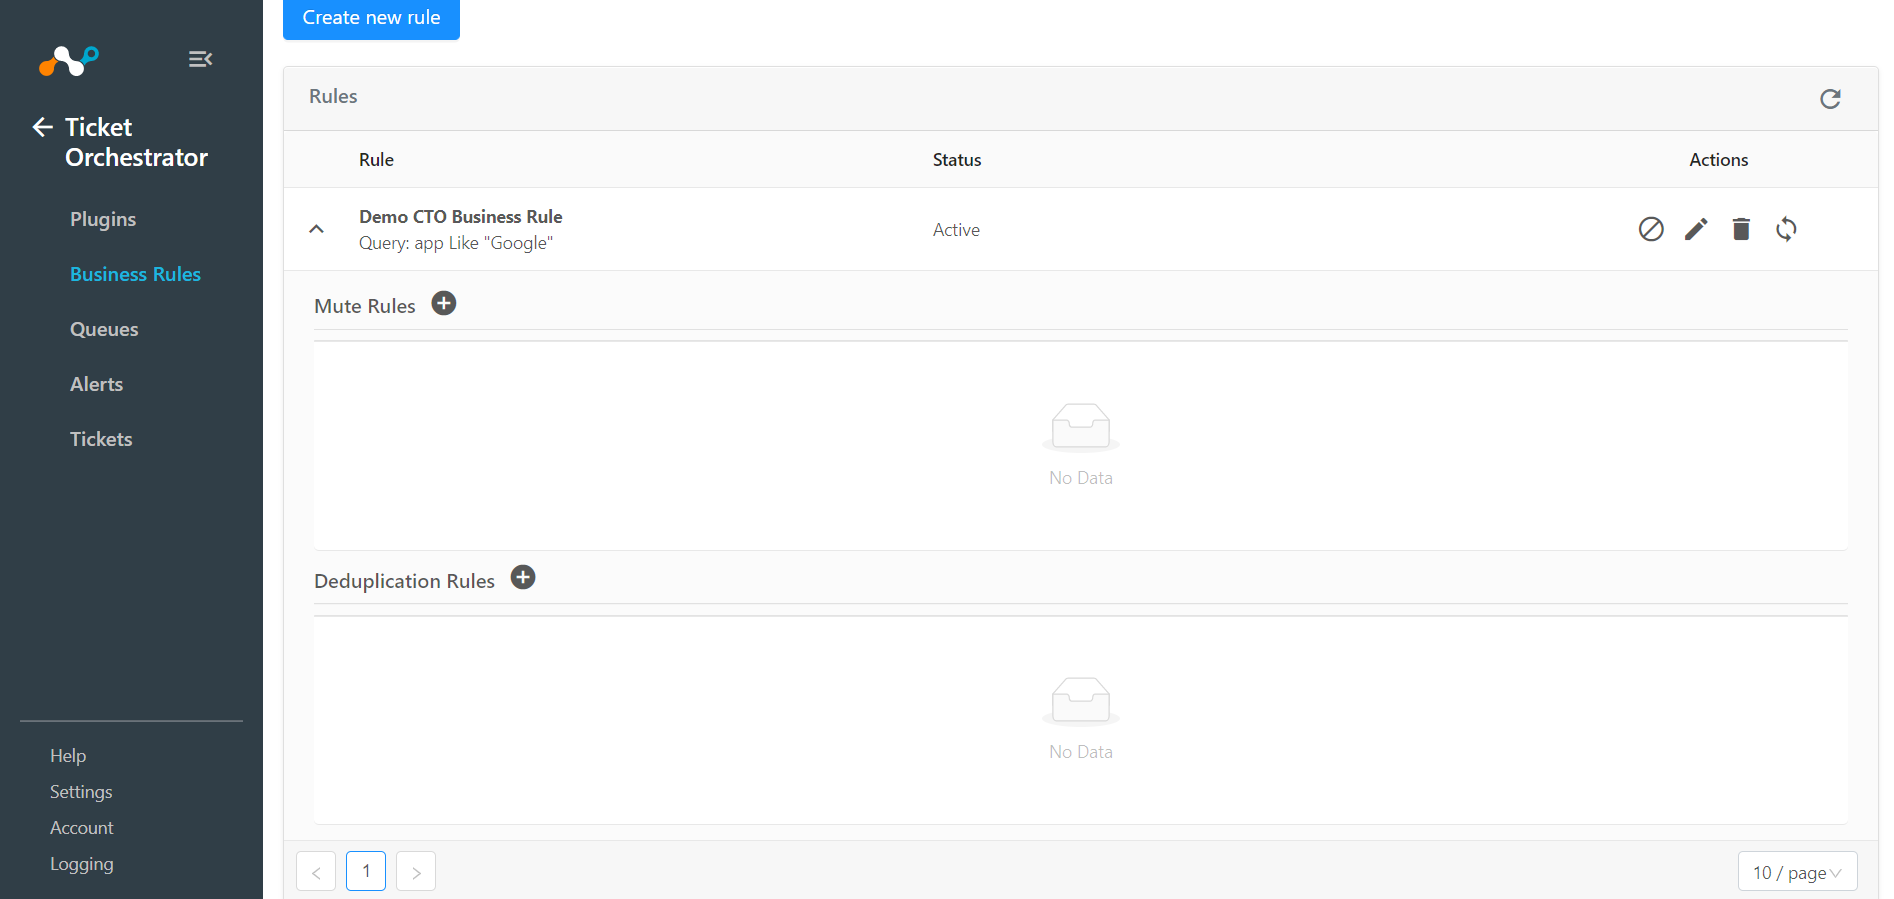 Create new rule
Ticket
Orchestrator
Plugins
Business Rules
Queues
Alerts
Tickets
Help
Settings
Account
Logging
Rules
Rule Status Actions
Demo CTO Business Rule
Query: app Like "Google"
Active
Mute Rules
No Data
Deduplication Rules
No Data
< 1 >
10 / page